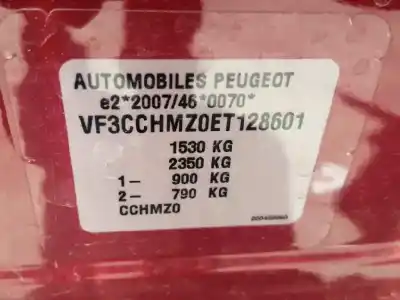 AUTOMOBILES PEUGEOT
e2*2007/46*0070*
VF3CCHMZ0ET128601
1530 KG
2350 KG
1- 900 KG
2- 790 KG
CCHMZ0